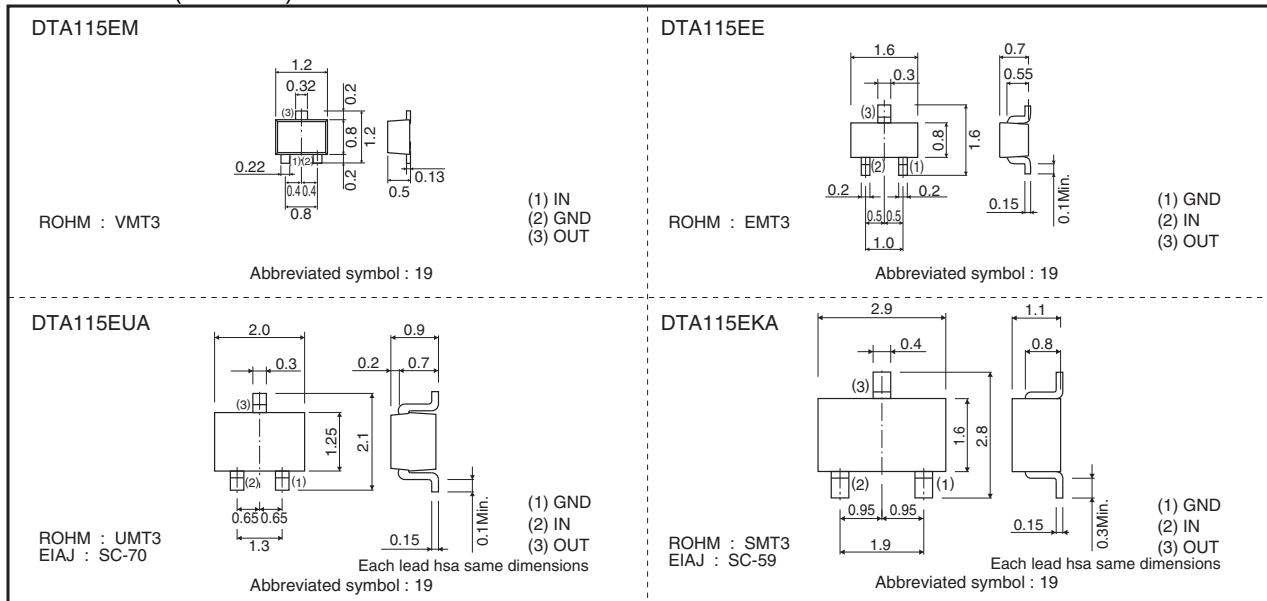 DTA115EM
1.2
0.32
0.2
(3)
0.8
1.2
(1)
(2)
0.22
0.2
0.4
0.4
0.8
0.5
0.13
ROHM : VMT3
(1) IN
(2) GND
(3) OUT
Abbreviated symbol : 19
DTA115EE
1.6
0.3
0.7
0.55
(3)
0.8
1.6
(2)
(1)
0.2
0.2
0.5
0.5
1.0
0.15
0.1Min.
ROHM : EMT3
(1) GND
(2) IN
(3) OUT
Abbreviated symbol : 19
DTA115EUA
2.0
0.3
0.9
0.2
0.7
(3)
1.25
2.1
(2)
(1)
0.65
0.65
1.3
0.15
0.1Min.
(1) GND
(2) IN
(3) OUT
ROHM : UMT3
EIAJ : SC-70
Each lead hsa same dimensions
Abbreviated symbol : 19
DTA115EKA
2.9
0.4
1.1
0.8
(3)
1.6
2.8
(2)
(1)
0.95
0.95
1.9
0.15
0.3Min.
(1) GND
(2) IN
(3) OUT
ROHM : SMT3
EIAJ : SC-59
Each lead hsa same dimensions
Abbreviated symbol : 19